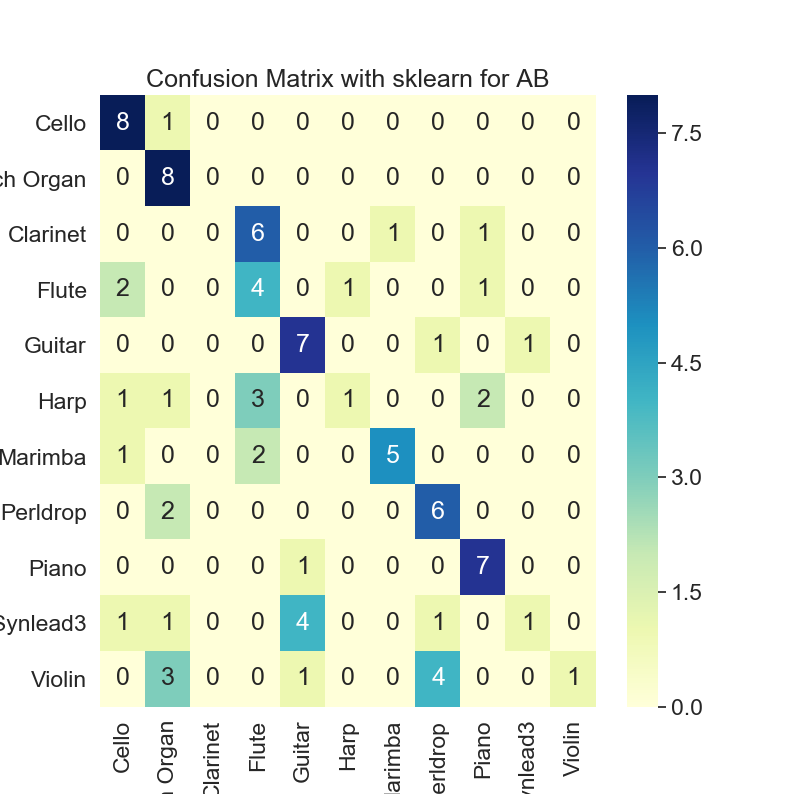 Confusion Matrix with sklearn for AB
Cello 8 1 0 0 0 0 0 0 0 0 0
ch Organ 0 8 0 0 0 0 0 0 0 0 0
Clarinet 0 0 0 6 0 0 1 0 1 0 0
Flute 2 0 0 4 0 1 0 0 1 0 0
Guitar 0 0 0 0 7 0 0 1 0 1 0
Harp 1 1 0 3 0 1 0 0 2 0 0
Marimba 1 0 0 2 0 0 5 0 0 0 0
Perldrop 0 2 0 0 0 0 0 6 0 0 0
Piano 0 0 0 0 1 0 0 0 7 0 0
Synlead3 1 1 0 0 4 0 0 1 0 1 0
Violin 0 3 0 0 1 0 0 4 0 0 1
Cello
n Organ
Clarinet
Flute
Guitar
Harp
arimba
erldrop
Piano
ynlead3
Violin
7.5
6.0
4.5
3.0
1.5
0.0